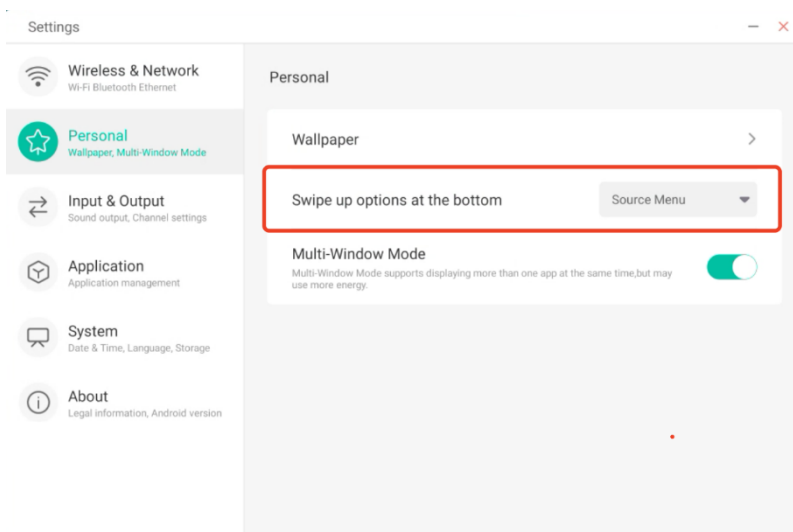 Settings
Wireless & Network
Wi-Fi Bluetooth Ethernet
Personal
Wallpaper, Multi-Window Mode
Input & Output
Sound output, Channel settings
Application
Application management
System
Date & Time, Language, Storage
About
Legal information, Android version
Personal
Wallpaper
Swipe up options at the bottom
Source Menu
Multi-Window Mode
Multi-Window Mode supports displaying more than one app at the same time,but may
use more energy.